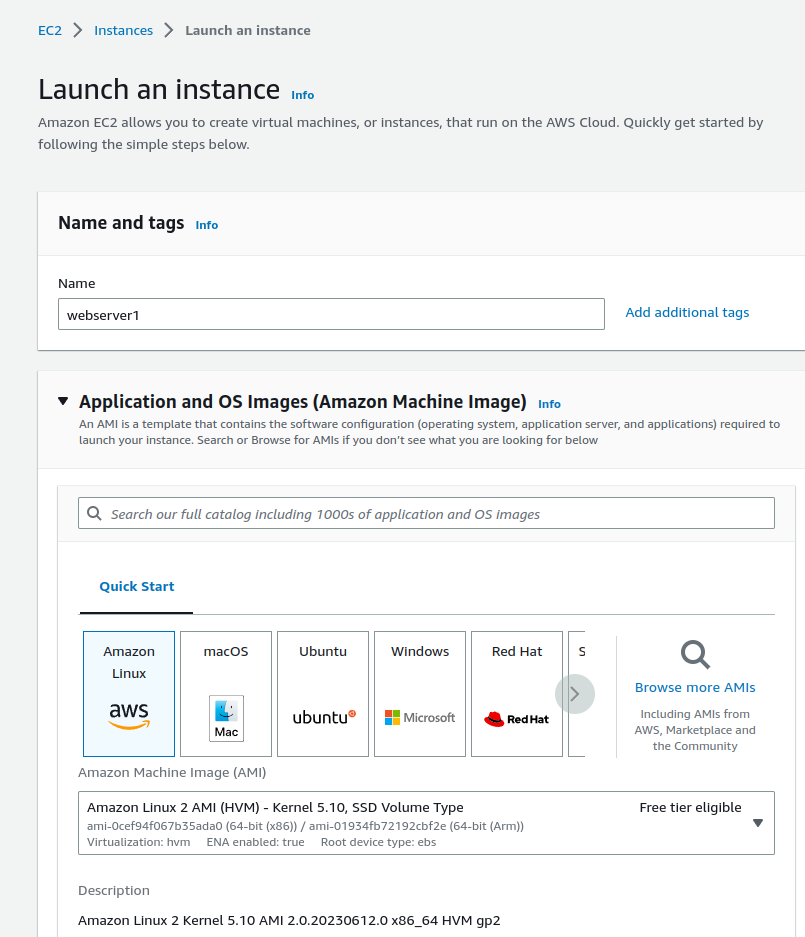 EC2 Instances Launch an instance
Launch an instance Info
Amazon EC2 allows you to create virtual machines, or instances, that run on the AWS Cloud. Quickly get started by
following the simple steps below.
Name and tags Info
Name
webserver1
Add additional tags
Application and OS Images (Amazon Machine Image) Info
An AMI is a template that contains the software configuration (operating system, application server, and applications) required to
launch your instance. Search or Browse for AMIs if you don't see what you are looking for below
Search our full catalog including 1000s of application and OS images
Quick Start
Amazon
Linux
aws
macOS
Mac
Ubuntu
ubuntu
Windows
Microsoft
Red Hat
Red Hat
S
Browse more AMIs
Including AMIs from
AWS, Marketplace and
the Community
Amazon Machine Image (AMI)
Amazon Linux 2 AMI (HVM) - Kernel 5.10, SSD Volume Type Free tier eligible
ami-0cef94f067b35ada0 (64-bit (x86)) / ami-01934fb72192cbf2e (64-bit (Arm))
Virtualization: hvm ENA enabled: true Root device type: ebs
Description
Amazon Linux 2 Kernel 5.10 AMI 2.0.20230612.0 x86_64 HVM gp2